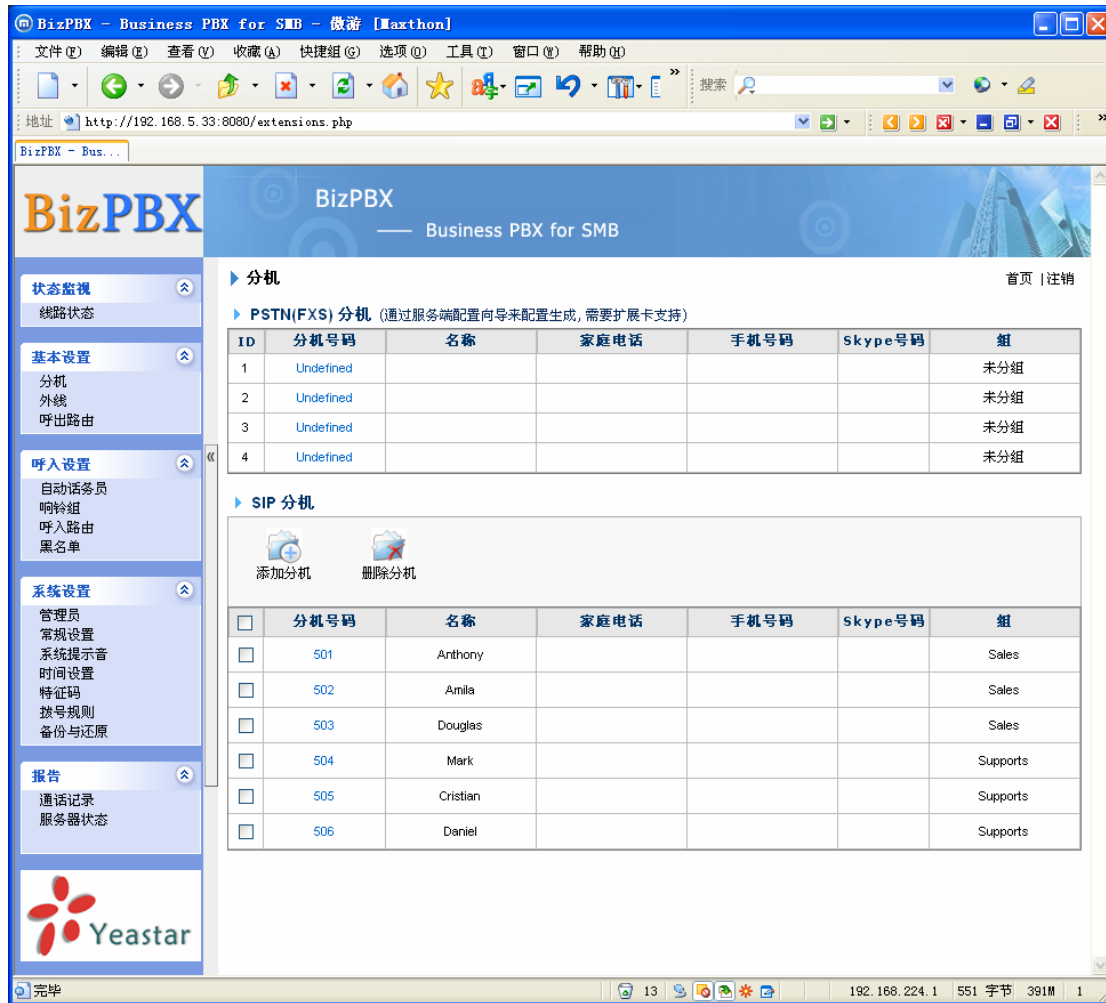 BizPBX - Business PBX for SMB - 傲游 [Maxthon]
文件(F) 编辑(E) 查看(V) 收藏(A) 快捷组(G) 选项(O) 工具(T) 窗口(W) 帮助(H)
搜索
地址 http://192.168.5.33:8080/extensions.php
BizPBX - Bus...
BizPBX
BizPBX
—— Business PBX for SMB
状态监视
线路状态
基本设置
分机
外线
呼出路由
呼入设置
自动话务员
响铃组
呼入路由
黑名单
系统设置
管理员
常规设置
系统提示音
时间设置
特征码
拨号规则
备份与还原
报告
通话记录
服务器状态
Yeastar
分机 首页 |注销
PSTN(FXS) 分机 (通过服务端配置向导来配置生成,需要扩展卡支持)
ID 分机号码 名称 家庭电话 手机号码 Skype号码 组
1 Undefined 未分组
2 Undefined 未分组
3 Undefined 未分组
4 Undefined 未分组
SIP 分机
添加分机 删除分机
分机号码 名称 家庭电话 手机号码 Skype号码 组
501 Anthony Sales
502 Amila Sales
503 Douglas Sales
504 Mark Supports
505 Cristian Supports
506 Daniel Supports
完毕 13 192.168.224.1 551 字节 391M 1